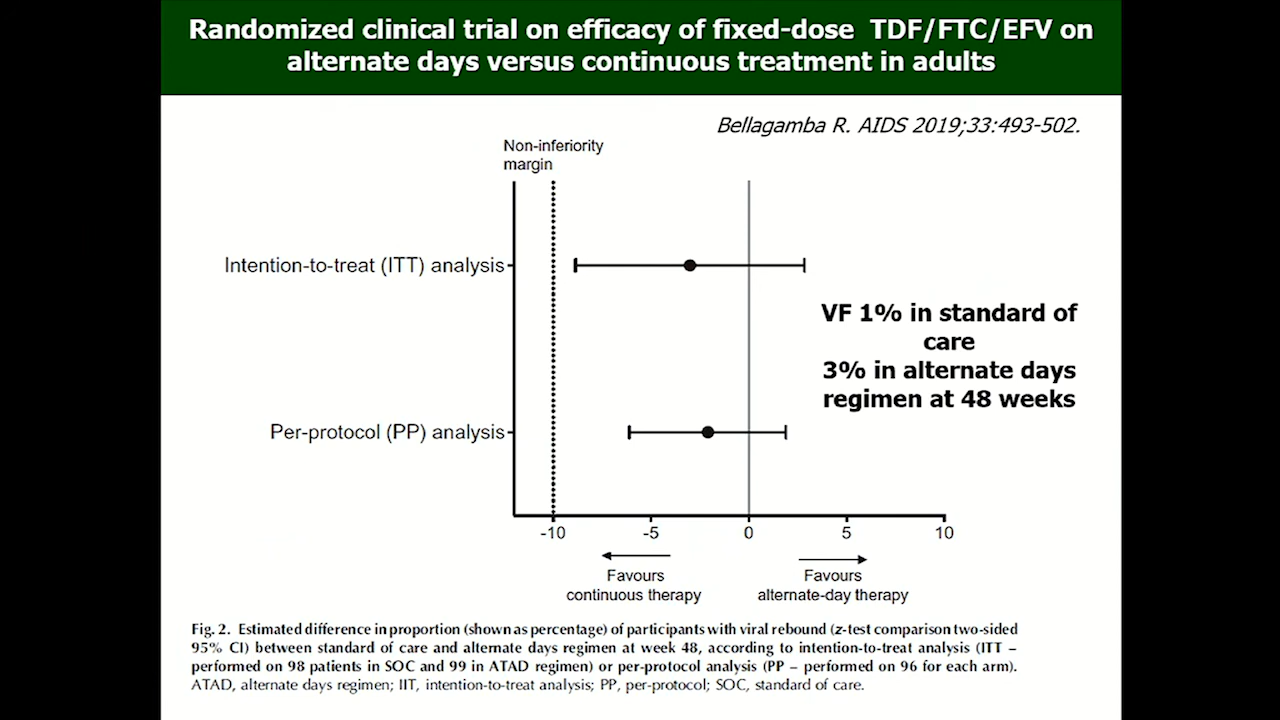 Randomized clinical trial on efficacy of fixed-dose TDF/FTC/EFV on
alternate days versus continuous treatment in adults
Bellagamba R. AIDS 2019;33:493-502.
Non-inferiority
margin
Intention-to-treat (ITT) analysis
VF 1% in standard of
care
3% in alternate days
regimen at 48 weeks
Per-protocol (PP) analysis
-10 -5 0 5 10
Favours
continuous therapy
Favours
alternate-day therapy
Fig. 2. Estimated difference in proportion (shown as percentage) of participants with viral rebound (z-test comparison two-sided
95% CI) between standard of care and alternate days regimen at week 48, according to intention-to-treat analysis (ITT –
performed on 98 patients in SOC and 99 in ATAD regimen) or per-protocol analysis (PP – performed on 96 for each arm).
ATAD, alternate days regimen; IIT, intention-to-treat analysis; PP, per-protocol; SOC, standard of care.